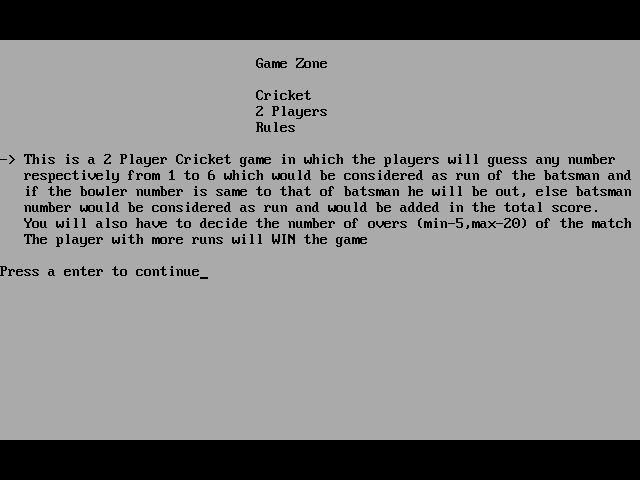 Game Zone
Cricket
2 Players
Rules
-> This is a 2 Player Cricket game in which the players will guess any number
respectively from 1 to 6 which would be considered as run of the batsman and
if the bowler number is same to that of batsman he will be out, else batsman
number would be considered as run and would be added in the total score.
You will also have to decide the number of overs (min-5,max-20) of the match
The player with more runs will WIN the game
Press a enter to continue_